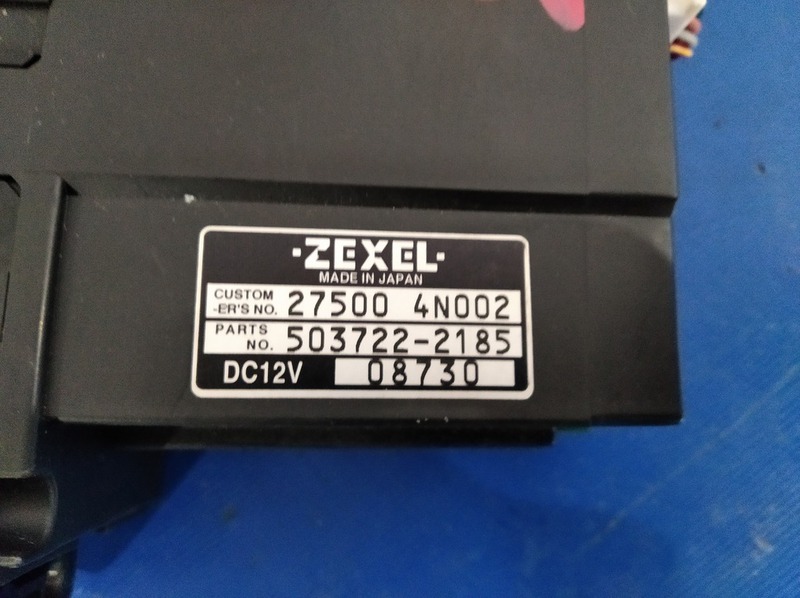 ·ZEXEL·
MADE IN JAPAN
CUSTOM
-ER'S NO. 27500 4N002
PARTS
NO. 503722-2185
DC12V 08730